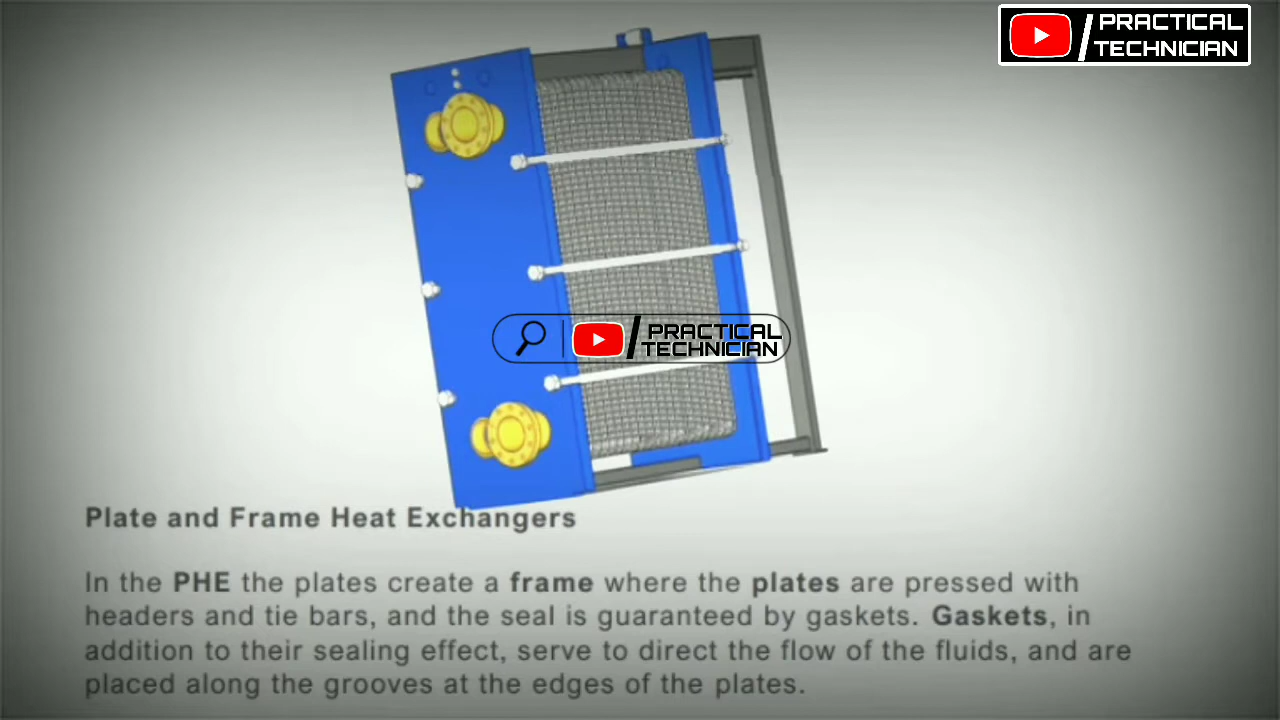 PRACTICAL
TECHNICIAN
PRACTICAL
TECHNICIAN
Plate and Frame Heat Exchangers
In the PHE the plates create a frame where the plates are pressed with
headers and tie bars, and the seal is guaranteed by gaskets. Gaskets, in
addition to their sealing effect, serve to direct the flow of the fluids, and are
placed along the grooves at the edges of the plates.